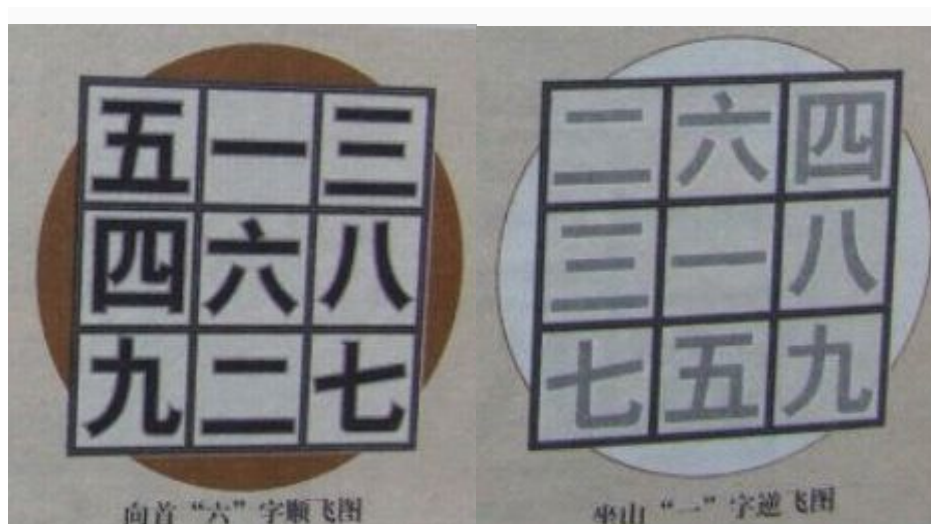 五 一 三
四 六 八
九 二 七
向首“六”字顺飞图
二 六 四
三 一 八
七 五 九
坐山“一”字逆飞图